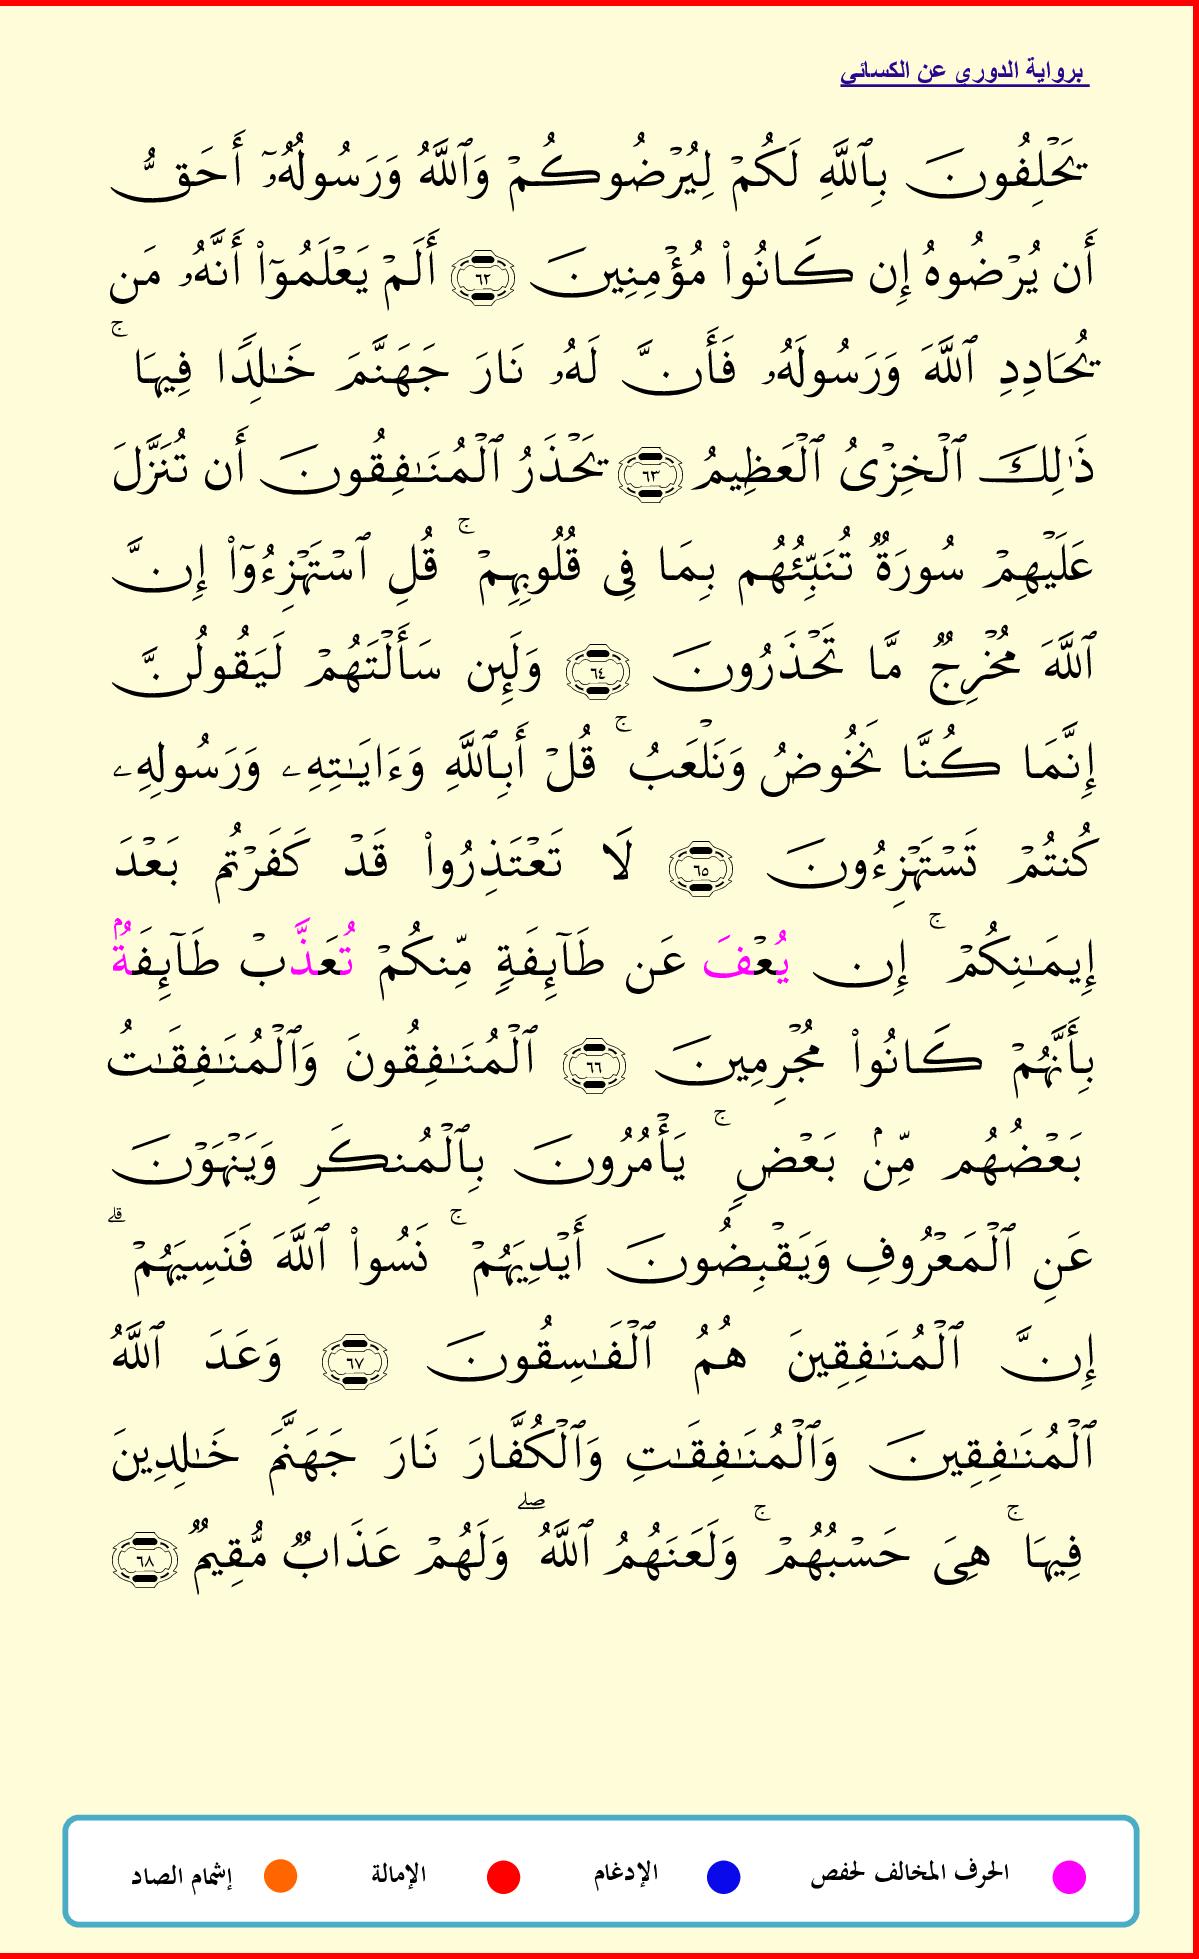 برواية الدوري عن الكسائي
يَحْلِفُونَ بِٱللَّهِ لَكُمْ لِيُرْضُوكُمْ وَٱللَّهُ وَرَسُولُهُۥٓ أَحَقُّ
أَن يُرْضُوهُ إِن كَانُوا۟ مُؤْمِنِينَ ٦٢ أَلَمْ يَعْلَمُوٓا۟ أَنَّهُۥ مَن
يُحَادِدِ ٱللَّهَ وَرَسُولَهُۥ فَأَنَّ لَهُۥ نَارَ جَهَنَّمَ خَـٰلِدًا فِيهَا ۚ
ذَٰلِكَ ٱلْخِزْىُ ٱلْعَظِيمُ ٦٣ يَحْذَرُ ٱلْمُنَـٰفِقُونَ أَن تُنَزَّلَ
عَلَيْهِمْ سُورَةٌ تُنَبِّئُهُم بِمَا فِى قُلُوبِهِمْ ۚ قُلِ ٱسْتَهْزِءُوٓا۟ إِنَّ
ٱللَّهَ مُخْرِجٌ مَّا تَحْذَرُونَ ٦٤ وَلَئِن سَأَلْتَهُمْ لَيَقُولُنَّ
إِنَّمَا كُنَّا نَخُوضُ وَنَلْعَبُ ۚ قُلْ أَبِٱللَّهِ وَءَايَـٰتِهِۦ وَرَسُولِهِۦ
كُنتُمْ تَسْتَهْزِءُونَ ٦٥ لَا تَعْتَذِرُوا۟ قَدْ كَفَرْتُم بَعْدَ
إِيمَـٰنِكُمْ ۚ إِن يُعْفَ عَن طَآئِفَةٍ مِّنكُمْ تُعَذَّبْ طَآئِفَةٌۢ
بِأَنَّهُمْ كَانُوا۟ مُجْرِمِينَ ٦٦ ٱلْمُنَـٰفِقُونَ وَٱلْمُنَـٰفِقَـٰتُ
بَعْضُهُم مِّنۢ بَعْضٍ ۚ يَأْمُرُونَ بِٱلْمُنكَرِ وَيَنْهَوْنَ
عَنِ ٱلْمَعْرُوفِ وَيَقْبِضُونَ أَيْدِيَهُمْ ۚ نَسُوا۟ ٱللَّهَ فَنَسِيَهُمْ ۗ
إِنَّ ٱلْمُنَـٰفِقِينَ هُمُ ٱلْفَـٰسِقُونَ ٦٧ وَعَدَ ٱللَّهُ
ٱلْمُنَـٰفِقِينَ وَٱلْمُنَـٰفِقَـٰتِ وَٱلْكُفَّارَ نَارَ جَهَنَّمَ خَـٰلِدِينَ
فِيهَا ۚ هِىَ حَسْبُهُمْ ۚ وَلَعَنَهُمُ ٱللَّهُ ۖ وَلَهُمْ عَذَابٌ مُّقِيمٌ ٦٨
الحرف المخالف لحفص الإدغام الإمالة إشمام الصاد